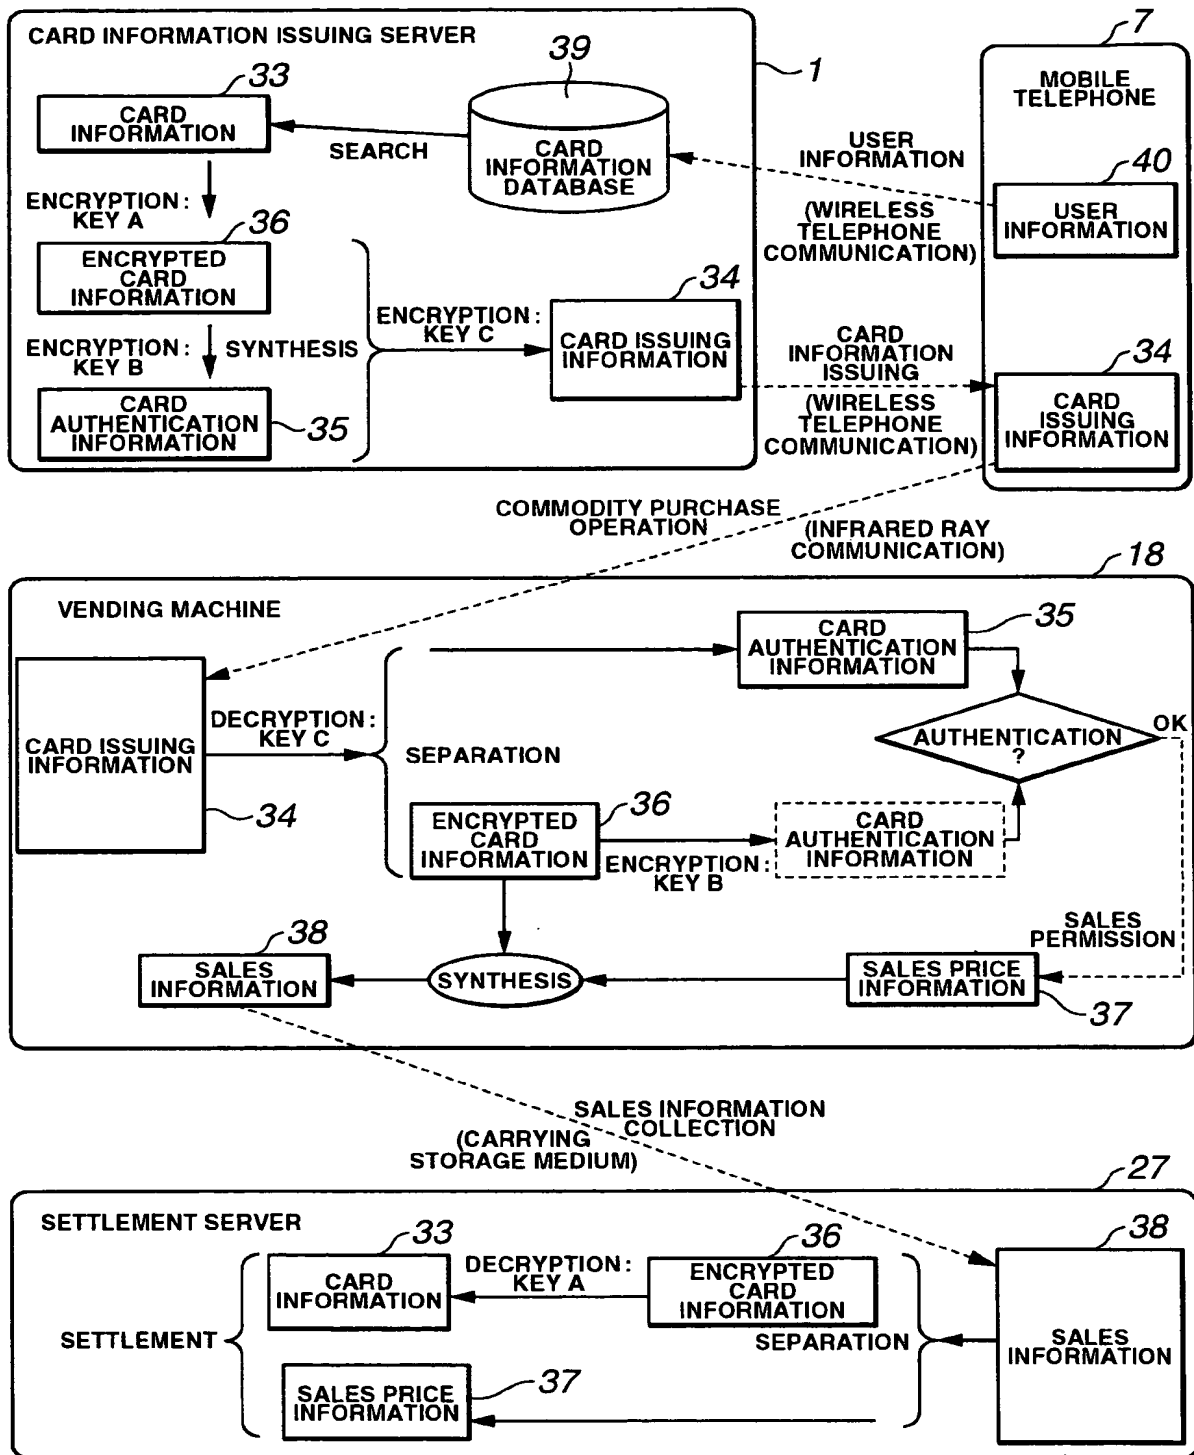 CARD INFORMATION ISSUING SERVER
1
39
33
CARD
INFORMATION
SEARCH
CARD
INFORMATION
DATABASE
ENCRYPTION:
KEY A
36
ENCRYPTED
CARD
INFORMATION
ENCRYPTION:
KEY B
SYNTHESIS
CARD
AUTHENTICATION
INFORMATION
35
ENCRYPTION:
KEY C
34
CARD ISSUING
INFORMATION
7
MOBILE
TELEPHONE
USER
INFORMATION
(WIRELESS
TELEPHONE
COMMUNICATION)
40
USER
INFORMATION
CARD
INFORMATION
ISSUING
(WIRELESS
TELEPHONE
COMMUNICATION)
34
CARD
ISSUING
INFORMATION
COMMODITY PURCHASE
OPERATION
(INFRARED RAY
COMMUNICATION)
18
VENDING MACHINE
CARD ISSUING
INFORMATION
34
DECRYPTION:
KEY C
SEPARATION
35
CARD
AUTHENTICATION
INFORMATION
AUTHENTICATION
?
OK
36
ENCRYPTED
CARD
INFORMATION
ENCRYPTION:
KEY B
CARD
AUTHENTICATION
INFORMATION
SALES
PERMISSION
38
SALES
INFORMATION
SYNTHESIS
SALES PRICE
INFORMATION
37
SALES INFORMATION
COLLECTION
(CARRYING
STORAGE MEDIUM)
27
SETTLEMENT SERVER
33
CARD
INFORMATION
DECRYPTION:
KEY A
36
ENCRYPTED
CARD
INFORMATION
38
SALES
INFORMATION
SETTLEMENT
SEPARATION
37
SALES PRICE
INFORMATION